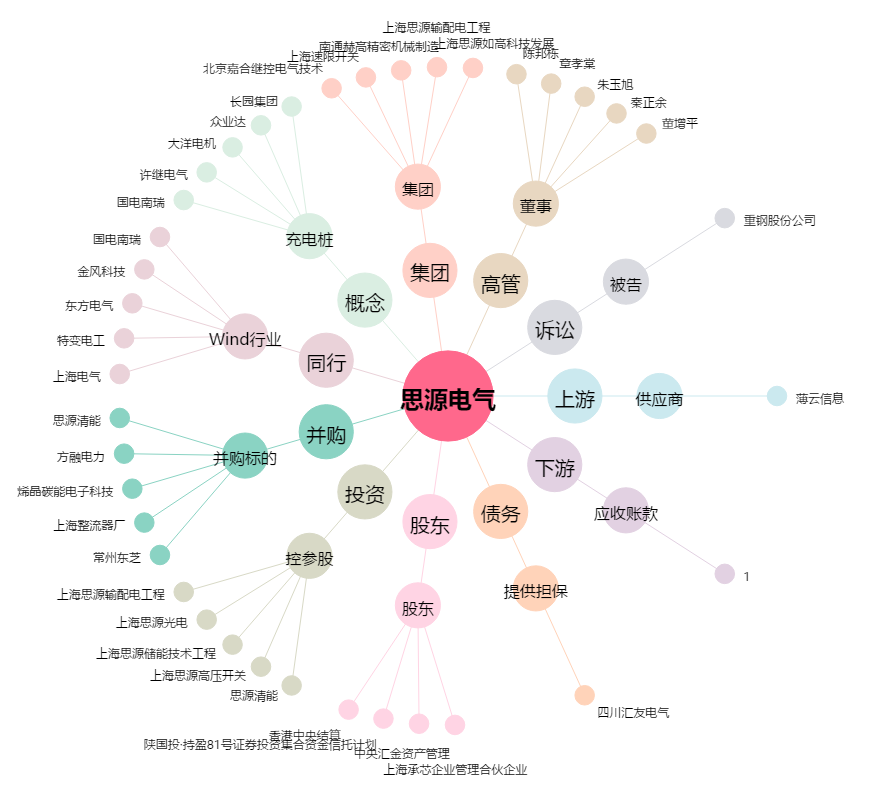 上海思源输配电工程
南通赫高精密机械制造
上海思源如高科技发展
上海速限开关
北京嘉合继控电气技术
陈邦栋
章孝棠
朱玉旭
秦正余
董增平
长园集团
众业达
大洋电机
许继电气
国电南瑞
集团
董事
充电桩
集团
高管
概念
重钢股份公司
被告
诉讼
国电南瑞
金风科技
东方电气
特变电工
上海电气
Wind行业
同行
思源电气
上游
供应商
薄云信息
思源清能
方融电力
烯晶碳能电子科技
上海整流器厂
常州东芝
并购标的
并购
下游
应收账款
1
投资
控参股
股东
股东
债务
提供担保
四川汇友电气
上海思源输配电工程
上海思源光电
上海思源储能技术工程
上海思源高压开关
思源清能
香港中央结算
陕国投·持盈81号证券投资集合资金信托计划
中央汇金资产管理
上海承芯企业管理合伙企业